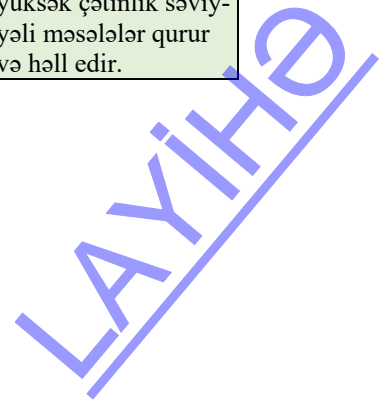 yüksək çətinlik səviy-
yəli məsələlər qurur
və həll edir.
LAYİHƏ